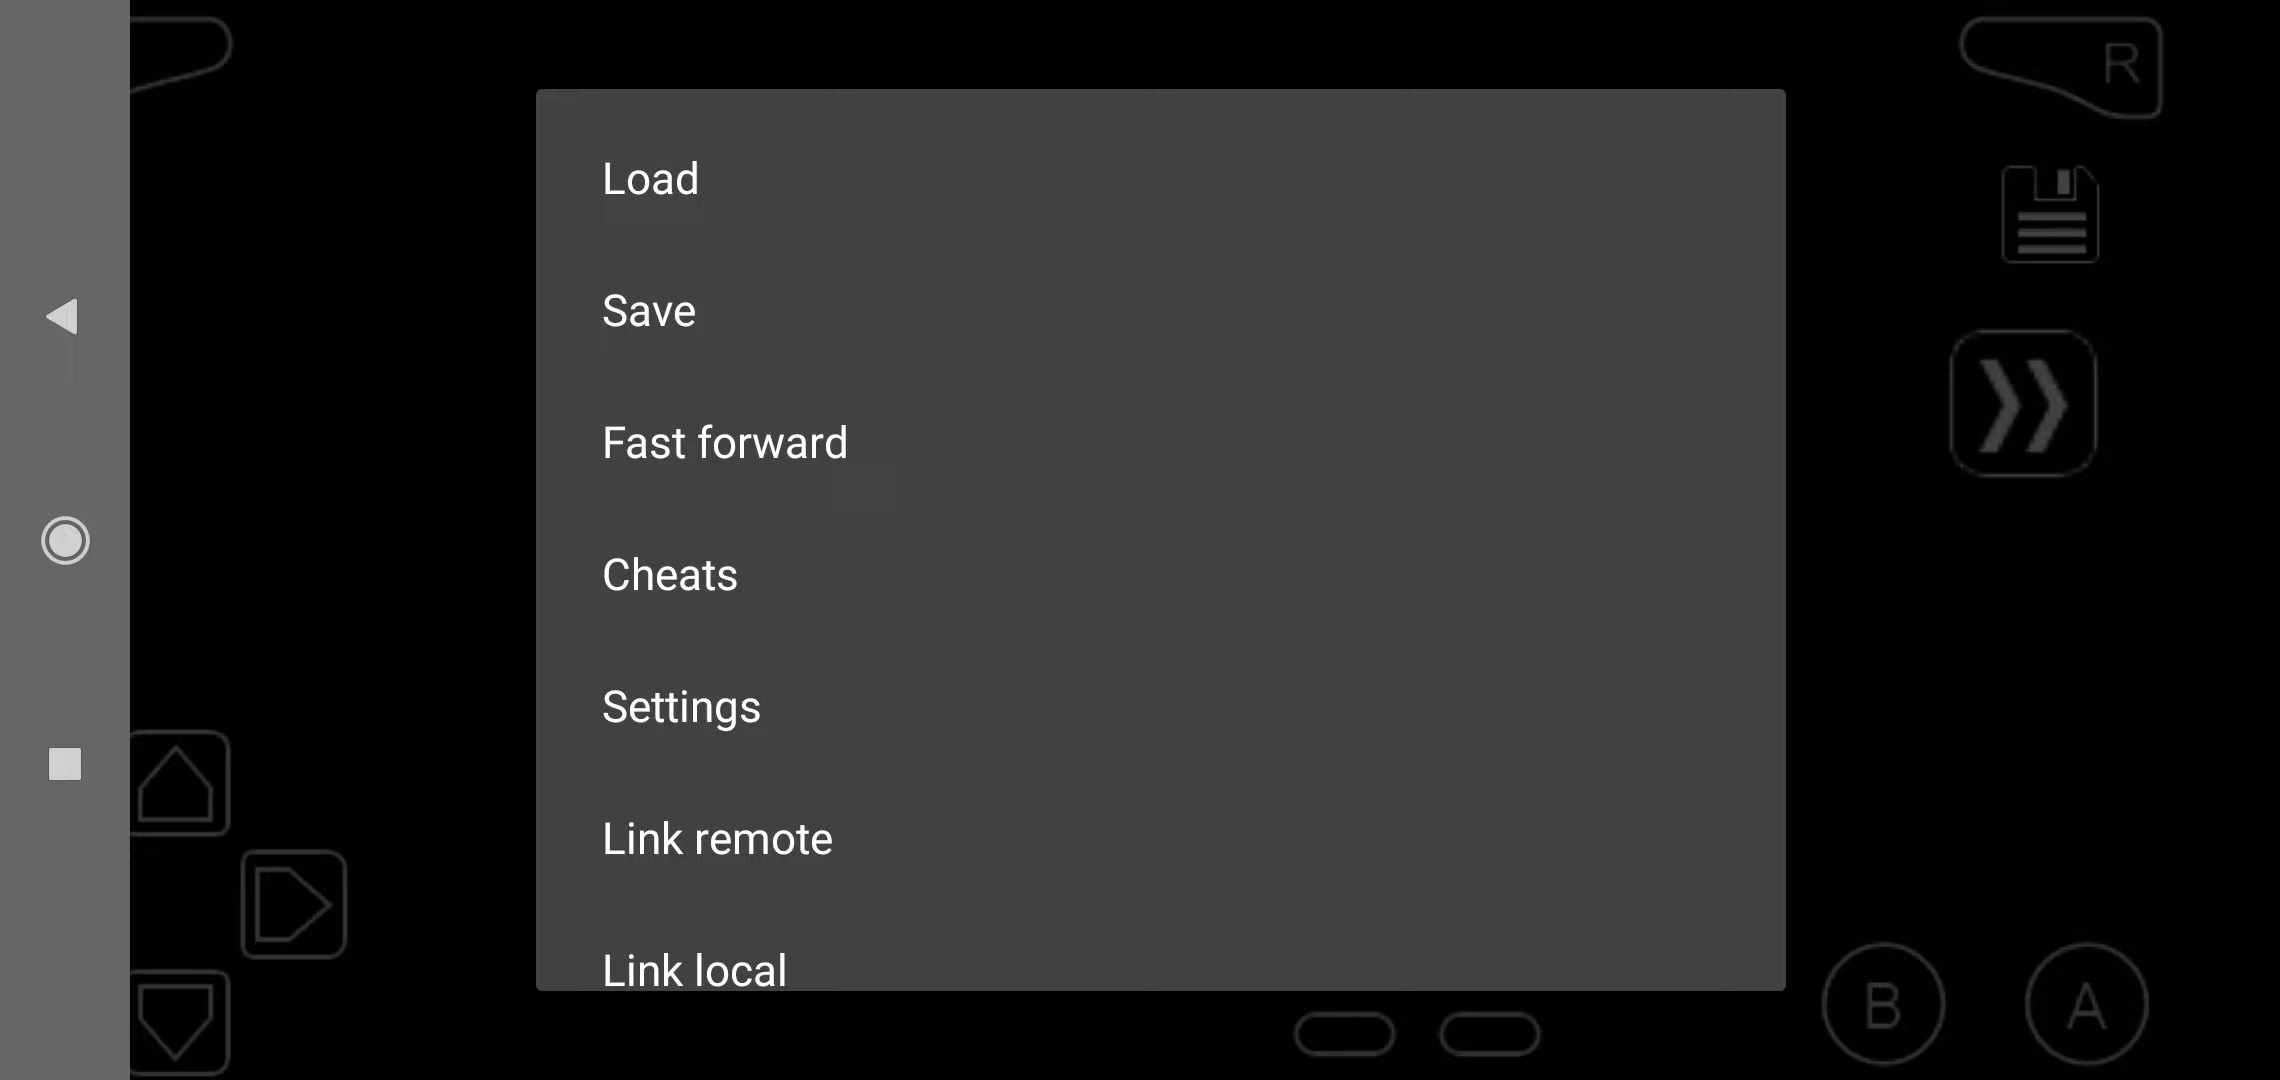 R
Load
Save
Fast forward
Cheats
Settings
Link remote
Link local
B
A